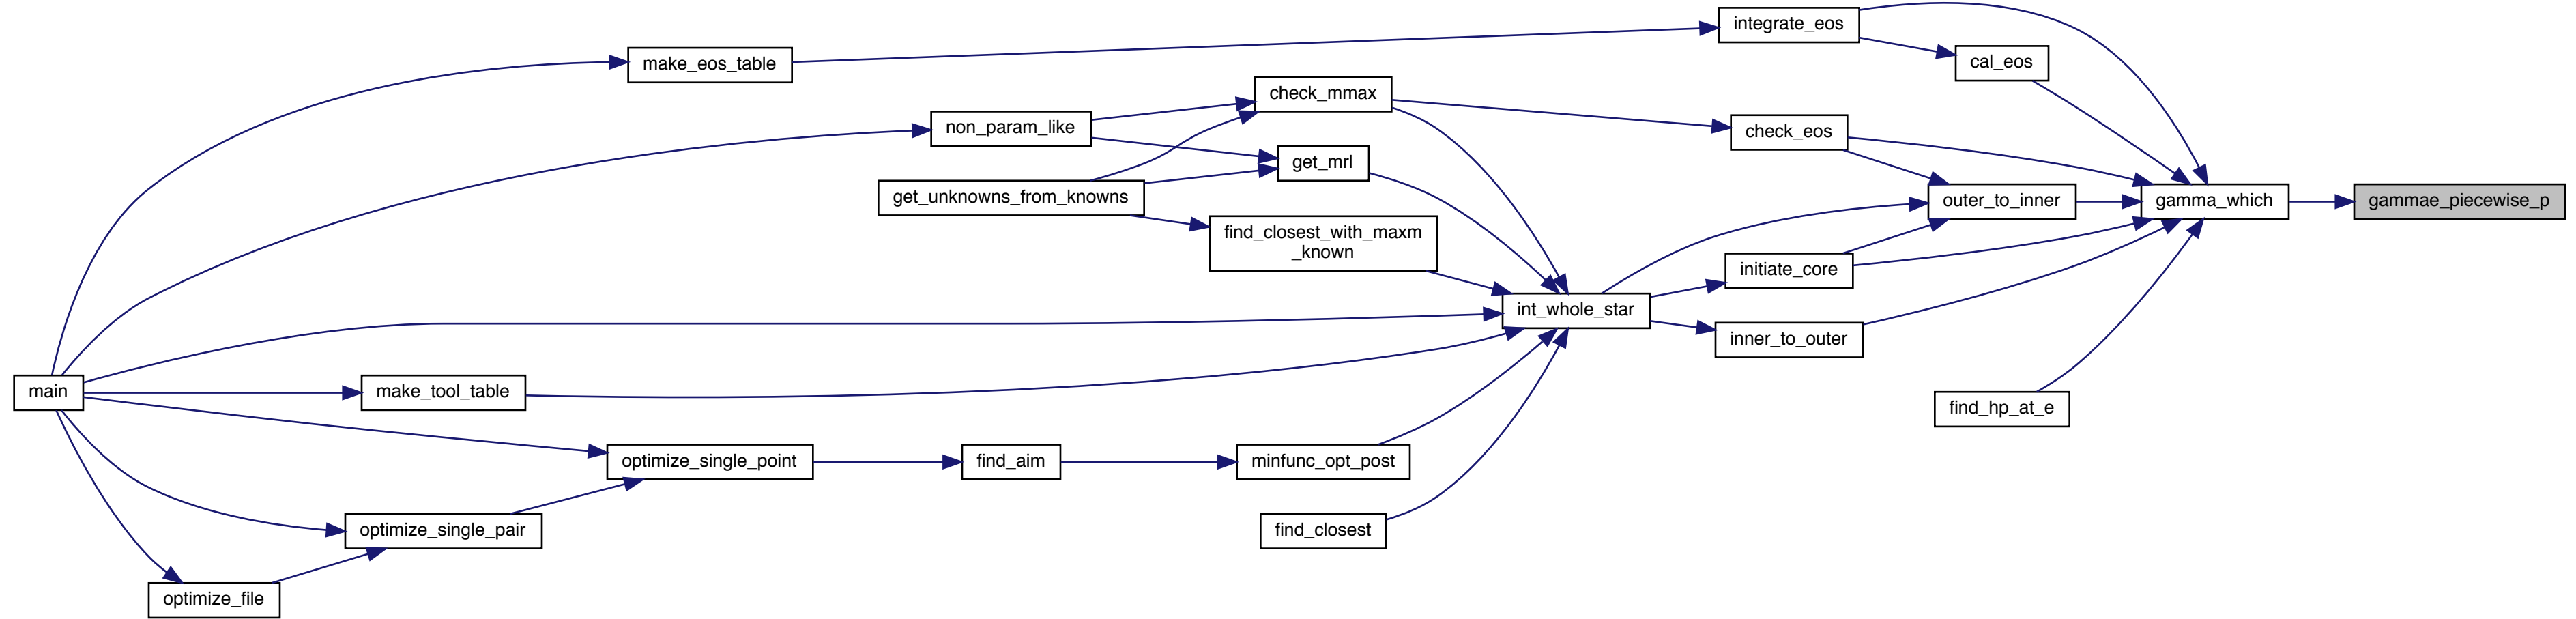 integrate_eos
make_eos_table
cal_eos
check_mmax
non_param_like
check_eos
get_mrl
get_unknowns_from_knowns
outer_to_inner
gamma_which
gammae_piecewise_p
find_closest_with_maxm
_known
initiate_core
int_whole_star
inner_to_outer
main
make_tool_table
find_hp_at_e
optimize_single_point
find_aim
minfunc_opt_post
optimize_single_pair
find_closest
optimize_file